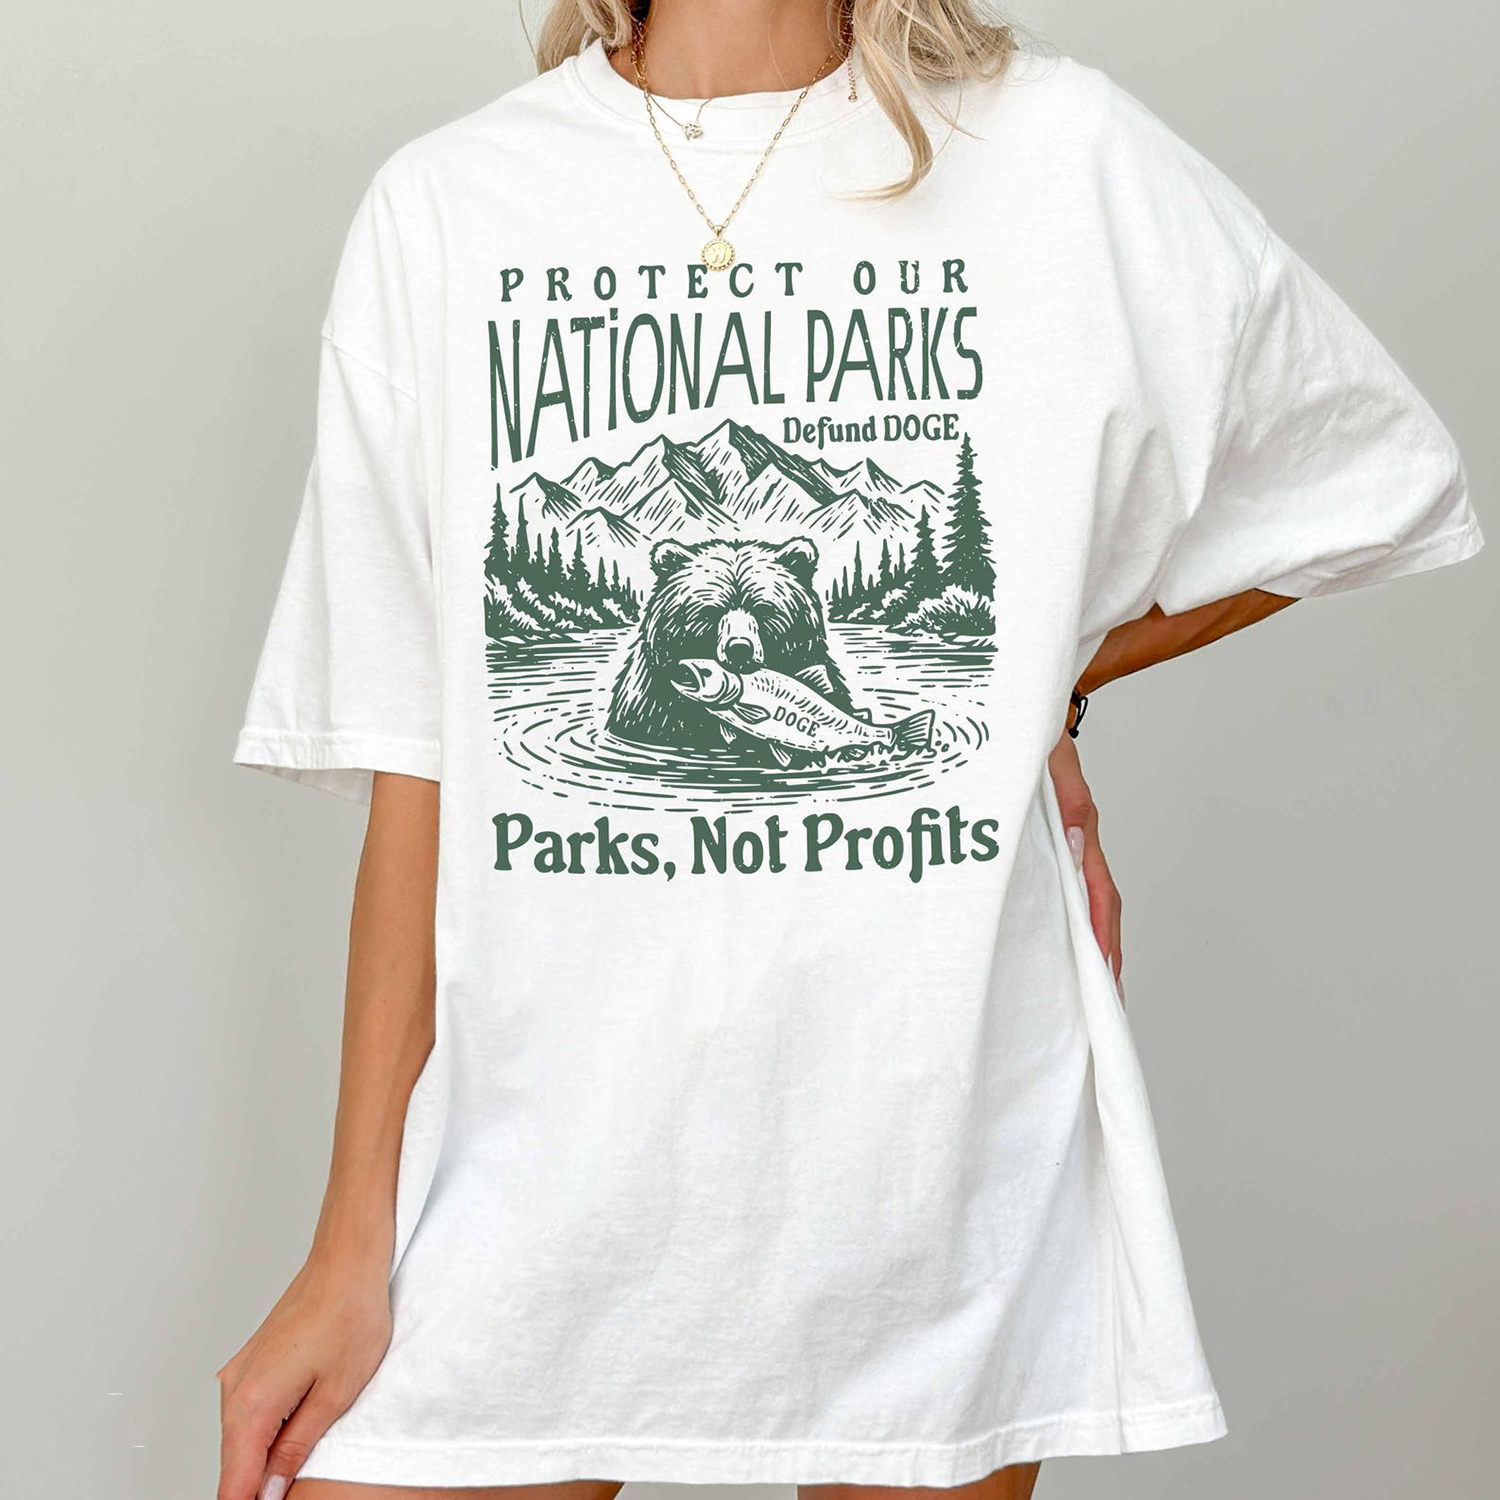 PROTECT OUR
NATiONAL PARKS
Defund DOGE
DOGE
Parks, Not Profits